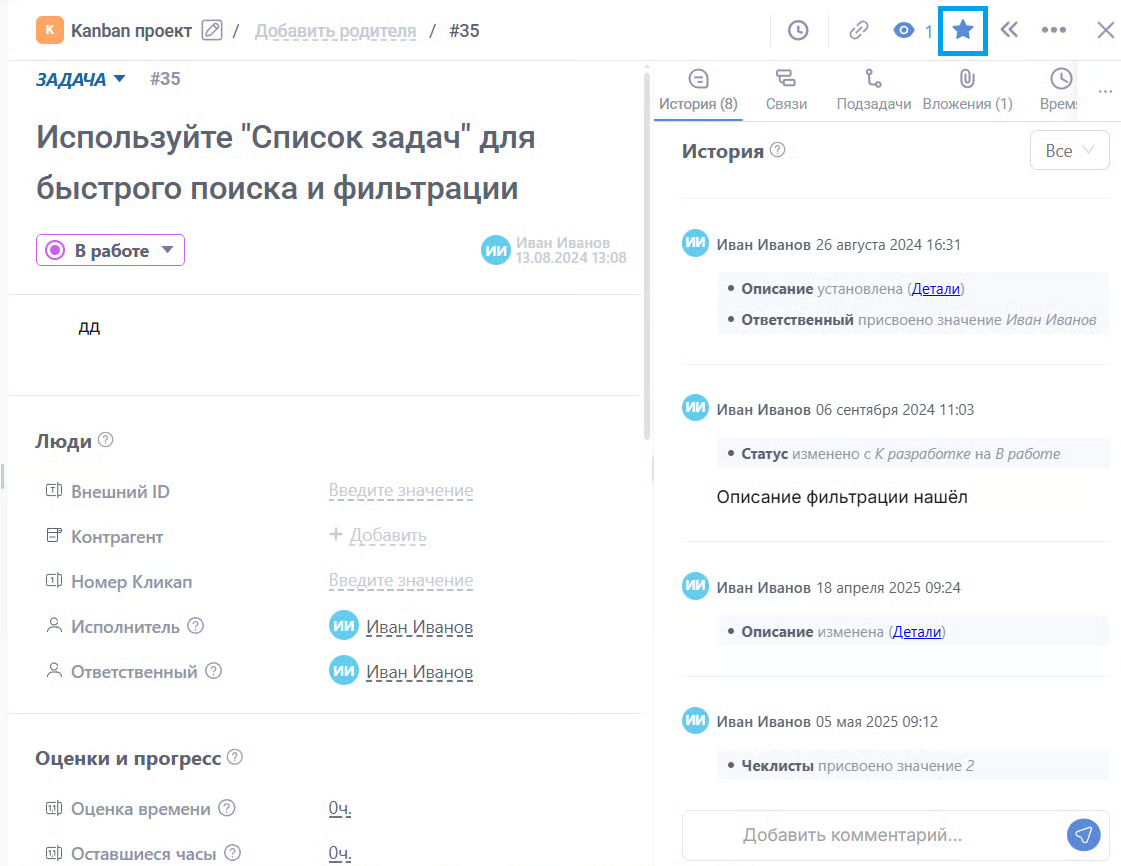 K Kanban проект / Добавить родителя / #35
1
ЗАДАЧА #35
Используйте "Список задач" для
быстрого поиска и фильтрации
В работе
ИИ Иван Иванов
13.08.2024 13:08
дд
Люди
Внешний ID Введите значение
Контрагент + Добавить
Номер Кликап Введите значение
Исполнитель ИИ Иван Иванов
Ответственный ИИ Иван Иванов
Оценки и прогресс
Оценка времени 0ч.
Оставшиеся часы 0ч.
История (8) Связи Подзадачи Вложения (1) Время
История Все
ИИ Иван Иванов 26 августа 2024 16:31
• Описание установлена (Детали)
• Ответственный присвоено значение Иван Иванов
ИИ Иван Иванов 06 сентября 2024 11:03
• Статус изменено с К разработке на В работе
Описание фильтрации нашёл
ИИ Иван Иванов 18 апреля 2025 09:24
• Описание изменена (Детали)
ИИ Иван Иванов 05 мая 2025 09:12
• Чеклисты присвоено значение 2
Добавить комментарий...